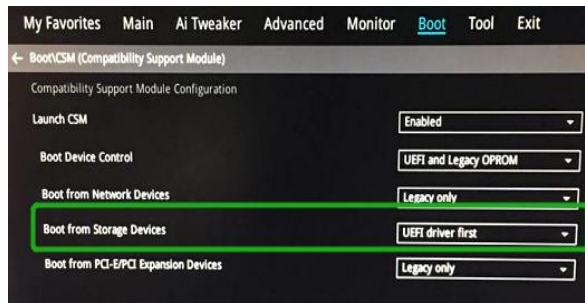 My Favorites Main Ai Tweaker Advanced Monitor Boot Tool Exit
← Boot\CSM (Compatibility Support Module)
Compatibility Support Module Configuration
Launch CSM Enabled
Boot Device Control UEFI and Legacy OPROM
Boot from Network Devices Legacy only
Boot from Storage Devices UEFI driver first
Boot from PCI-E/PCI Expansion Devices Legacy only